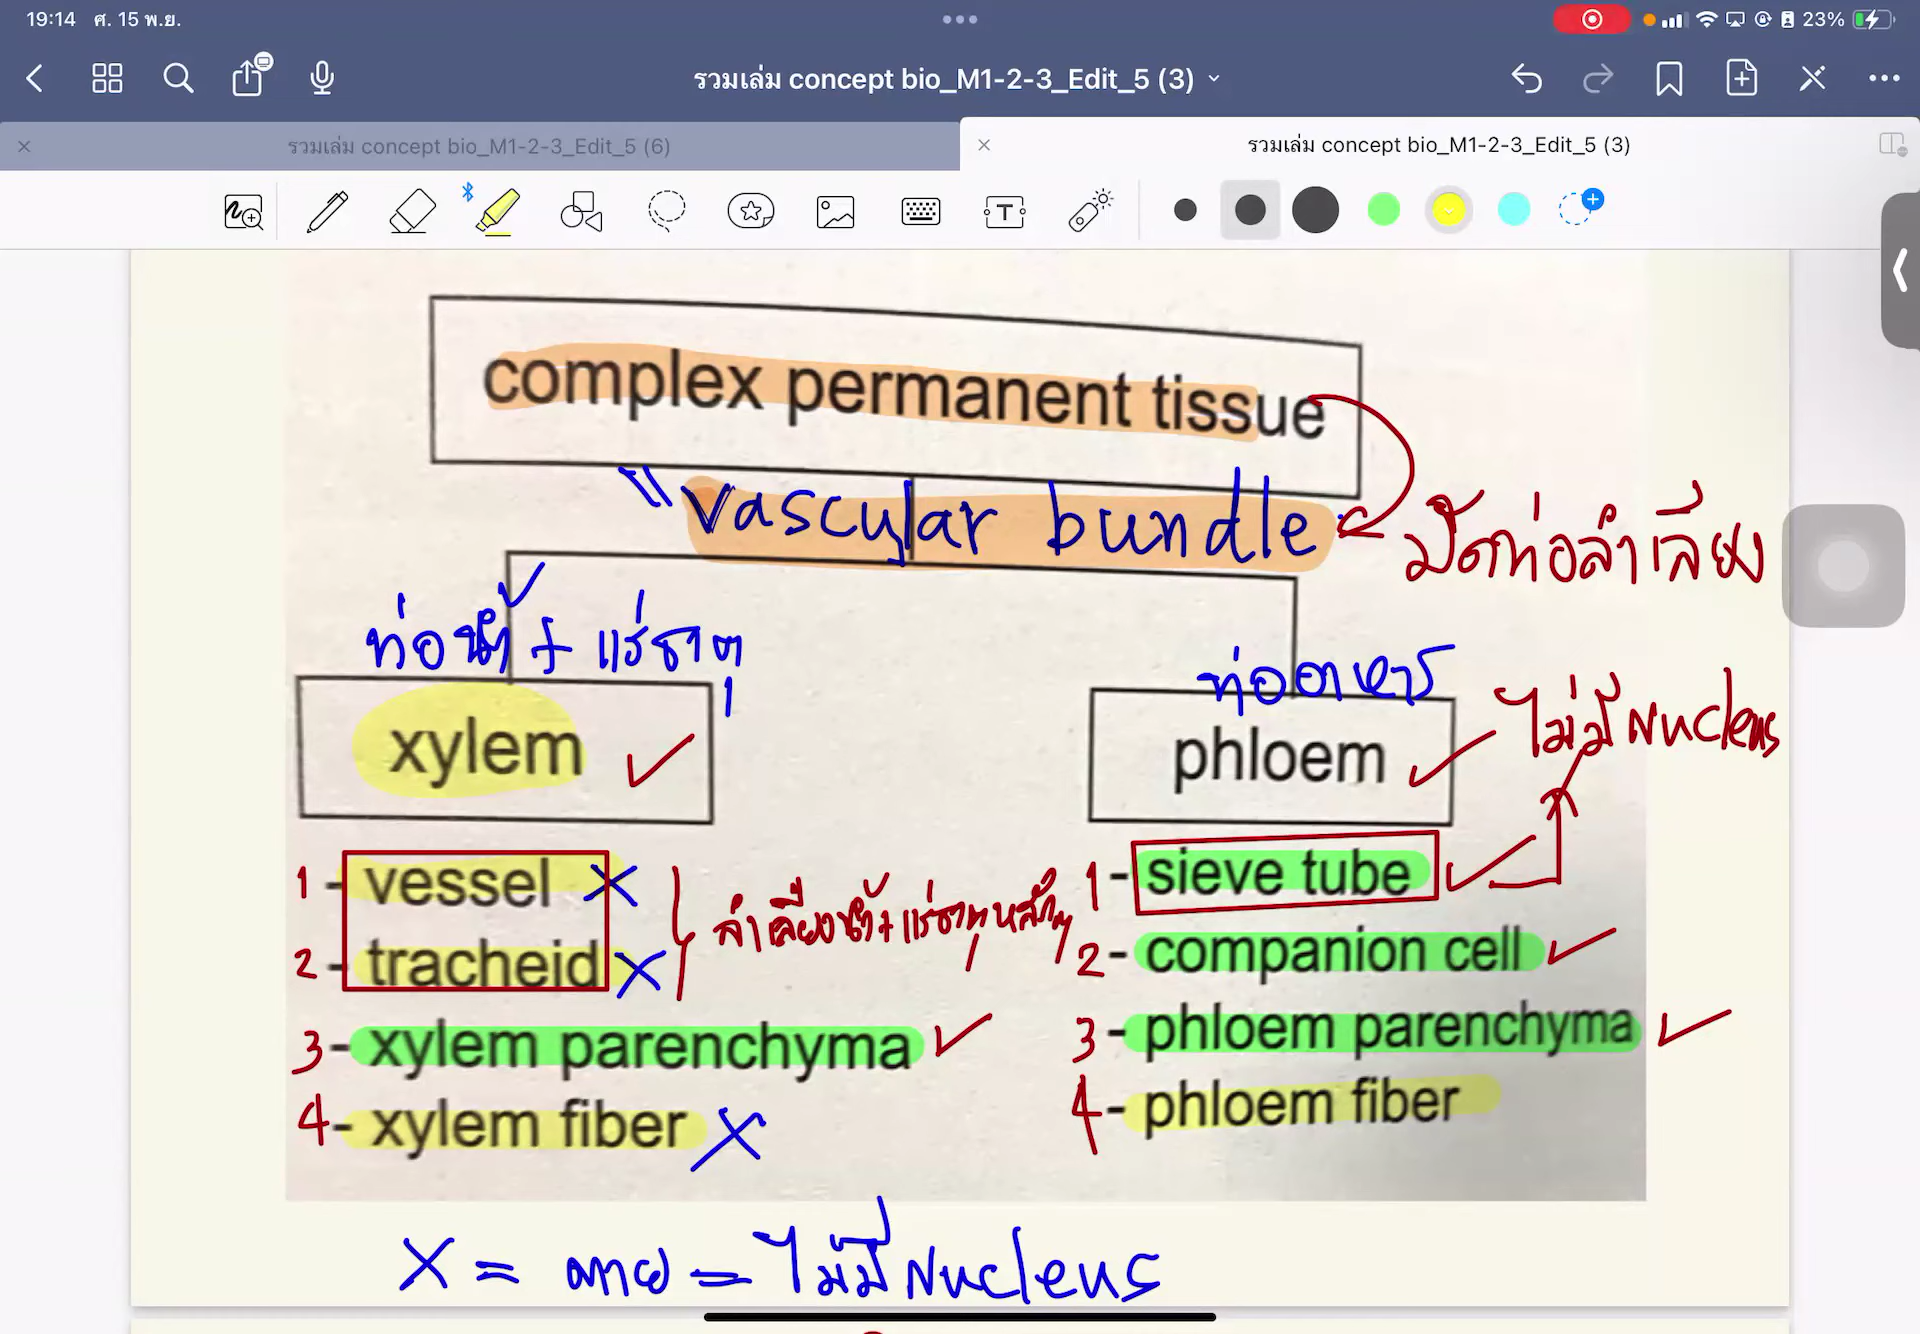 19:14 ศ. 15 พ.ย.
23%
รวมเล่ม concept bio_M1-2-3_Edit_5 (3)
รวมเล่ม concept bio_M1-2-3_Edit_5 (6)
รวมเล่ม concept bio_M1-2-3_Edit_5 (3)
complex permanent tissue
vascular bundle
มัดท่อลำเลียง
ท่อน้ำ + แร่ธาตุ
ท่ออาหาร
xylem
phloem
ไม่มี Nucleus
1 - vessel X
2 - tracheid X
ลำเลียงน้ำ + แร่ธาตุหลักๆ
3 - xylem parenchyma
4 - xylem fiber X
1 - sieve tube
2 - companion cell
3 - phloem parenchyma
4 - phloem fiber
X = ตาย = ไม่มี Nucleus